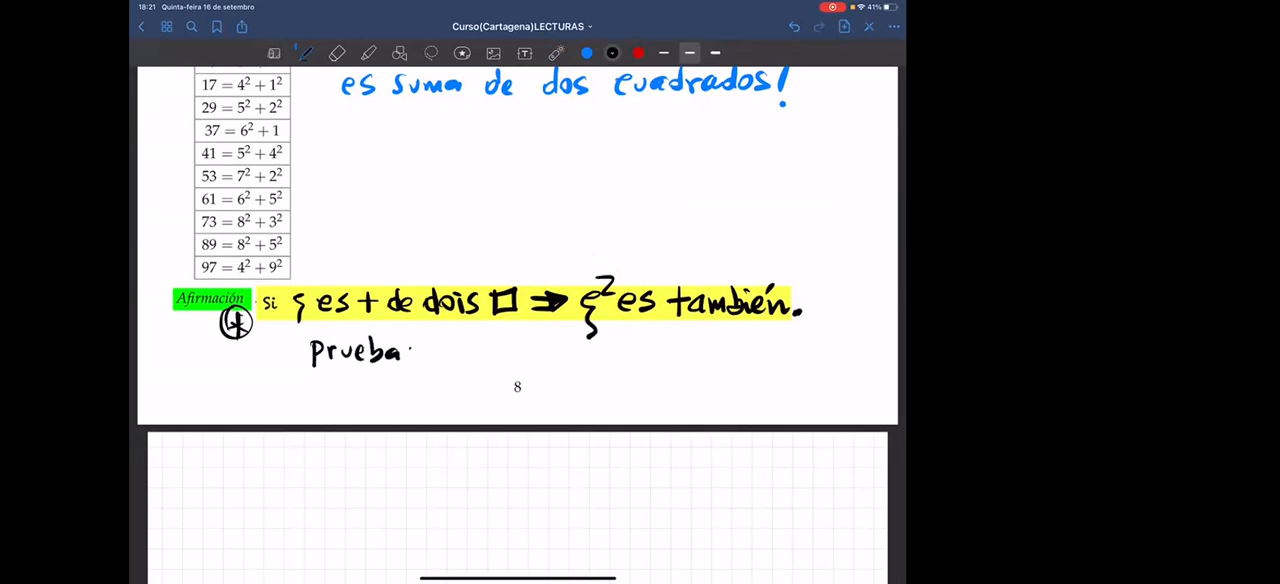 18:21 Quinta-feira 16 de setembro
41%
Curso(Cartagena)LECTURAS
17 = 4² + 1²
es suma de dos cuadrados!
29 = 5² + 2²
37 = 6² + 1
41 = 5² + 4²
53 = 7² + 2²
61 = 6² + 5²
73 = 8² + 3²
89 = 8² + 5²
97 = 4² + 9²
Afirmación. si ξ es + de dois □ ⇒ ξ² es también.
*
Prueba.
8